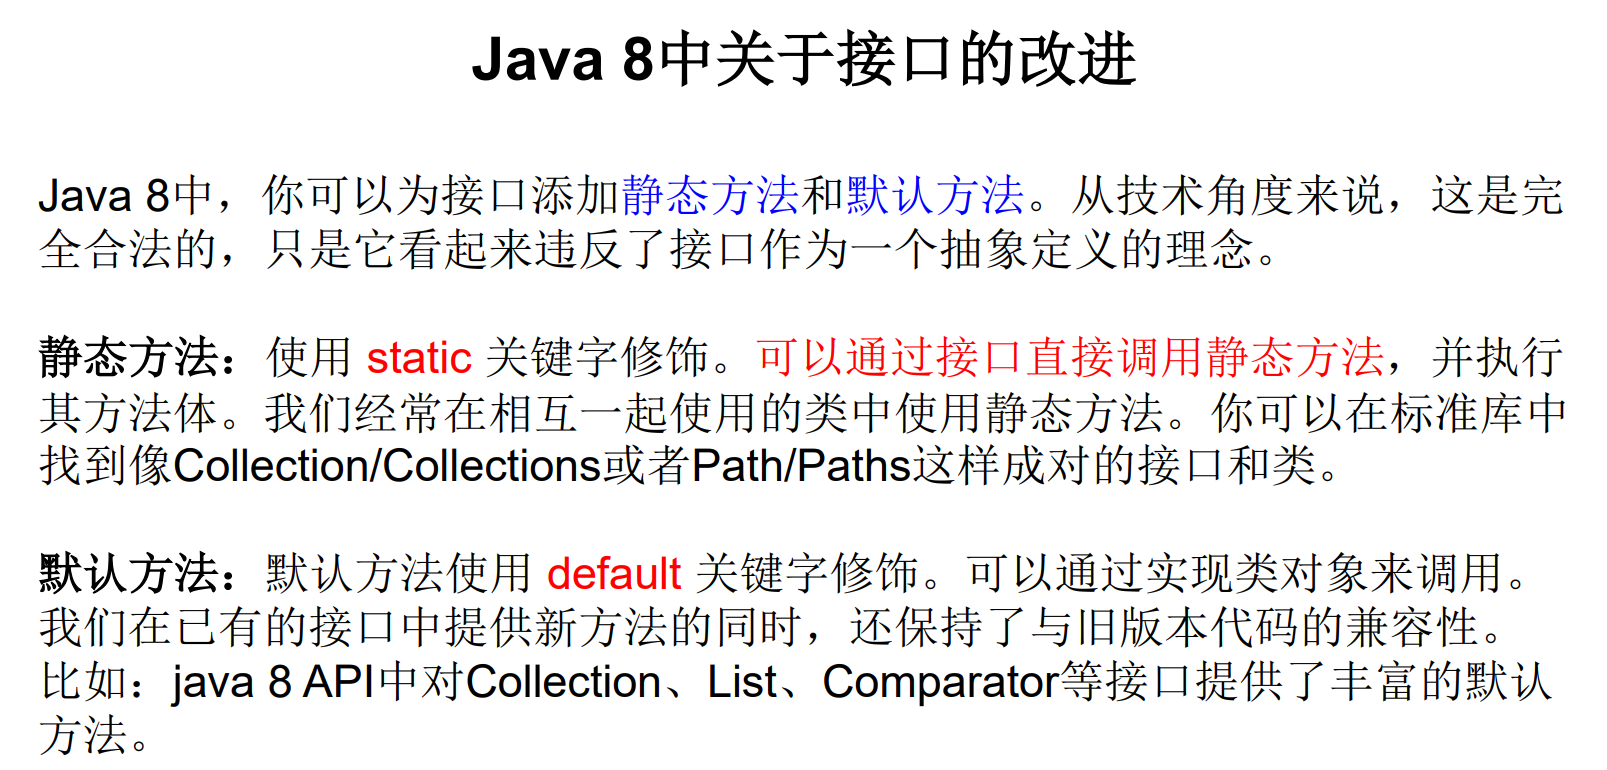 Java 8中关于接口的改进
Java 8中，你可以为接口添加静态方法和默认方法。从技术角度来说，这是完
全合法的，只是它看起来违反了接口作为一个抽象定义的理念。
静态方法：使用 static 关键字修饰。可以通过接口直接调用静态方法，并执行
其方法体。我们经常在相互一起使用的类中使用静态方法。你可以在标准库中
找到像Collection/Collections或者Path/Paths这样成对的接口和类。
默认方法：默认方法使用 default 关键字修饰。可以通过实现类对象来调用。
我们在已有的接口中提供新方法的同时，还保持了与旧版本代码的兼容性。
比如：java 8 API中对Collection、List、Comparator等接口提供了丰富的默认
方法。